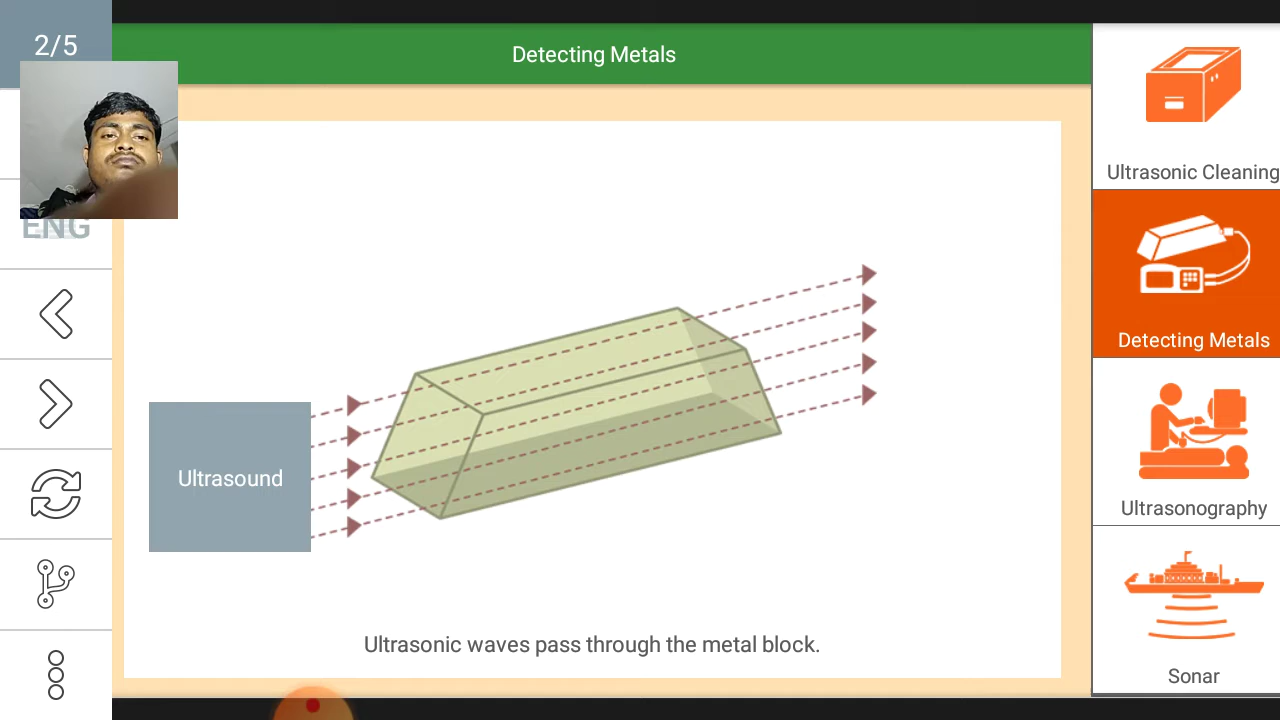 2/5
Detecting Metals
ENG
Ultrasound
Ultrasonic waves pass through the metal block.
Ultrasonic Cleaning
Detecting Metals
Ultrasonography
Sonar